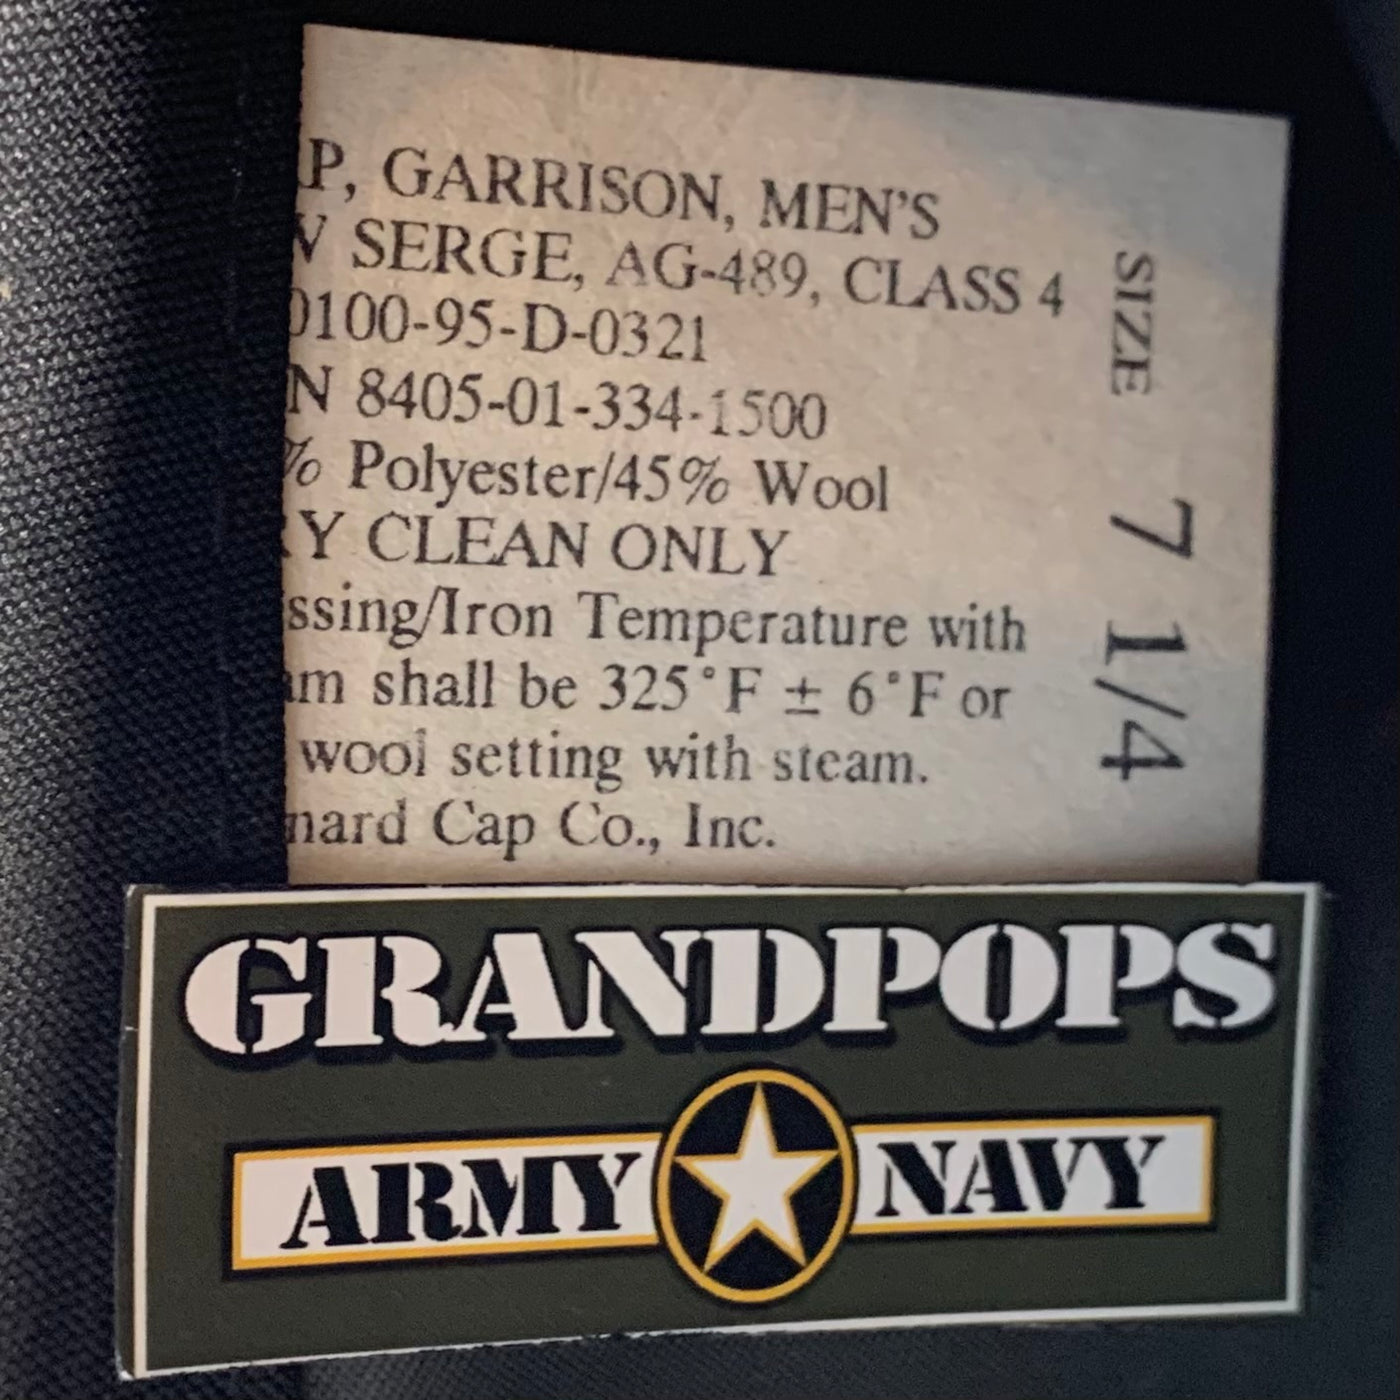 P, GARRISON, MEN'S
SERGE, AG-489, CLASS 4
0100-95-D-0321
N 8405-01-334-1500
% Polyester/45% Wool
RY CLEAN ONLY
ssing/Iron Temperature with
am shall be 325°F ± 6°F or
wool setting with steam.
nard Cap Co., Inc.
SIZE 7 1/4
GRANDPOPS
ARMY NAVY